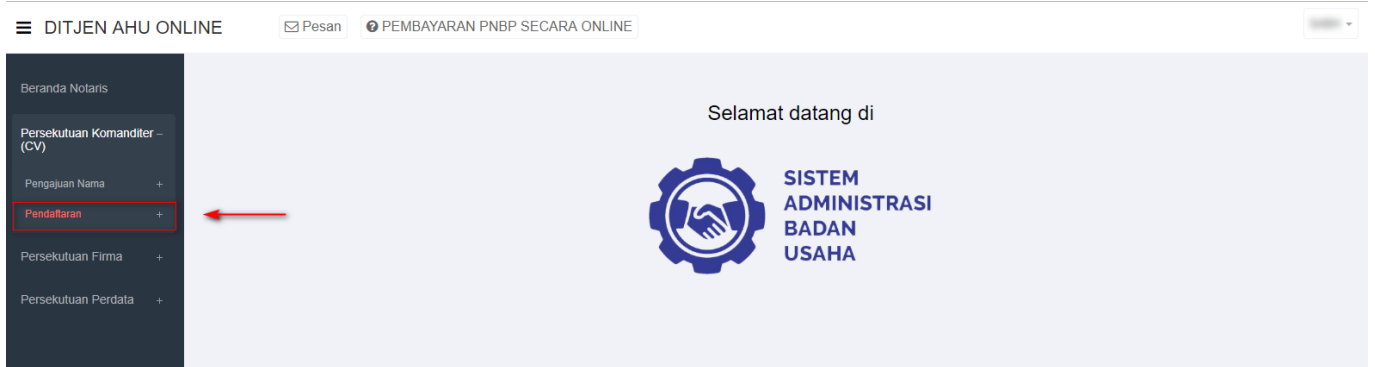 DITJEN AHU ONLINE
Pesan
PEMBAYARAN PNBP SECARA ONLINE
Beranda Notaris
Persekutuan Komanditer
(CV)
Pengajuan Nama
Pendaftaran
Persekutuan Firma
Persekutuan Perdata
Selamat datang di
SISTEM
ADMINISTRASI
BADAN
USAHA